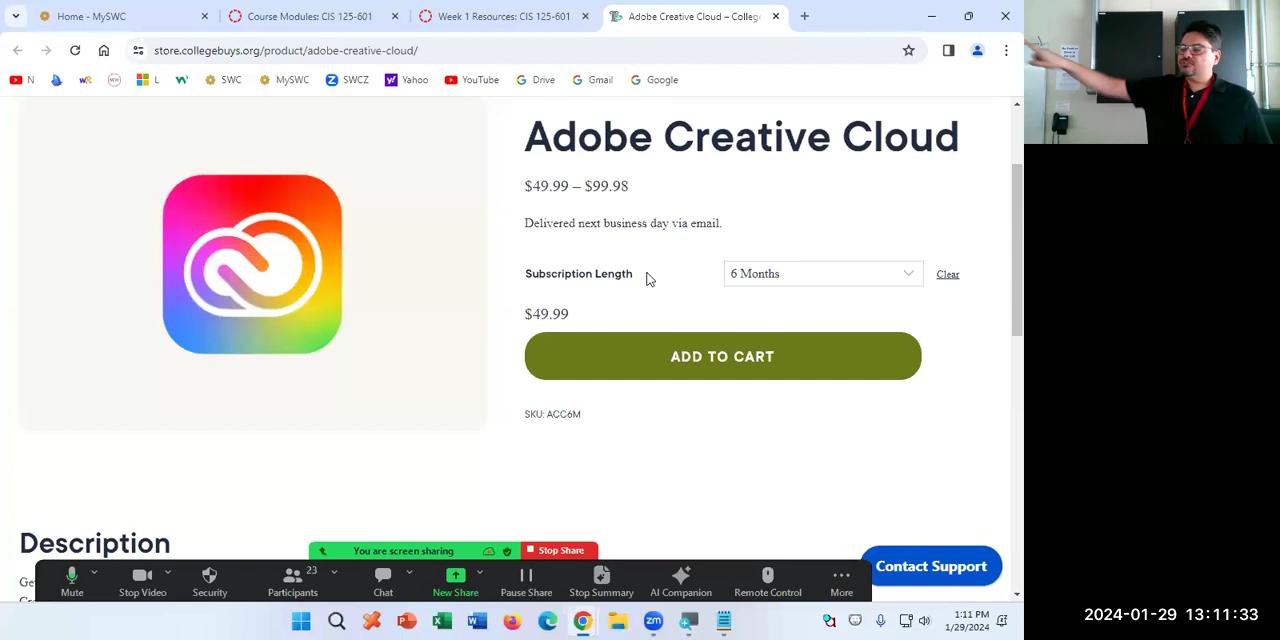 Home - MySWC
Course Modules: CIS 125-601
Week 1 Resources: CIS 125-601
Adobe Creative Cloud – Colleg
store.collegebuys.org/product/adobe-creative-cloud/
N
L
SWC
MySWC
SWCZ
Yahoo
YouTube
Drive
Gmail
Google
Adobe Creative Cloud
$49.99 – $99.98
Delivered next business day via email.
Subscription Length
6 Months
Clear
$49.99
ADD TO CART
SKU: ACC6M
Description
You are screen sharing
Stop Share
Contact Support
Mute
Stop Video
Security
Participants
23
Chat
New Share
Pause Share
Stop Summary
AI Companion
Remote Control
More
1:11 PM
1/29/2024
2024-01-29 13:11:33